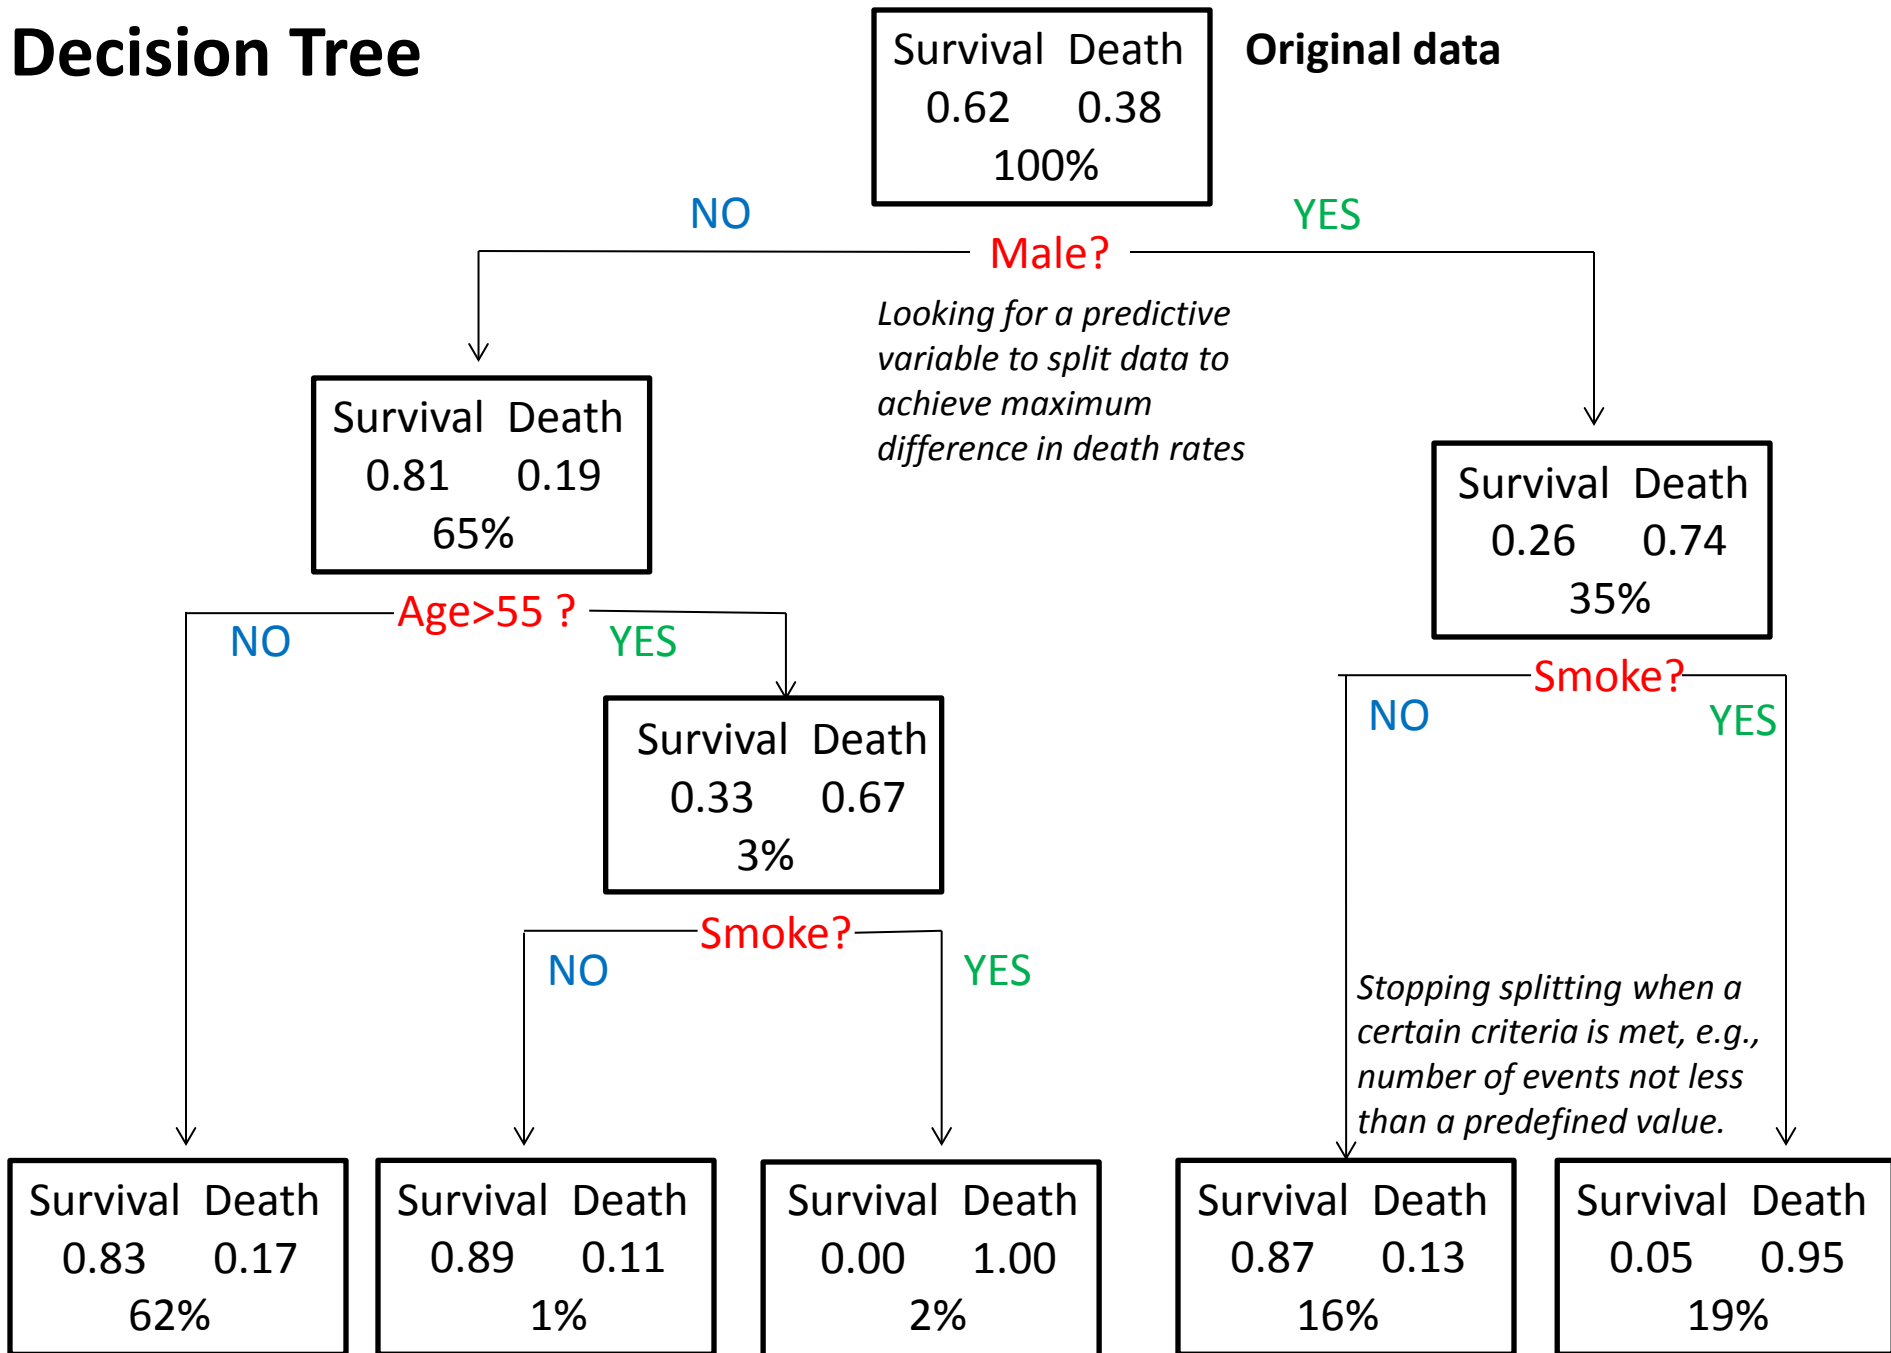 Decision Tree
Survival Death
0.62 0.38
100%
Original data
NO
YES
Male?
Looking for a predictive
variable to split data to
achieve maximum
difference in death rates
Survival Death
0.81 0.19
65%
Survival Death
0.26 0.74
35%
Age>55 ?
NO
YES
Smoke?
NO
YES
Survival Death
0.33 0.67
3%
Smoke?
NO
YES
Stopping splitting when a
certain criteria is met, e.g.,
number of events not less
than a predefined value.
Survival Death
0.83 0.17
62%
Survival Death
0.89 0.11
1%
Survival Death
0.00 1.00
2%
Survival Death
0.87 0.13
16%
Survival Death
0.05 0.95
19%